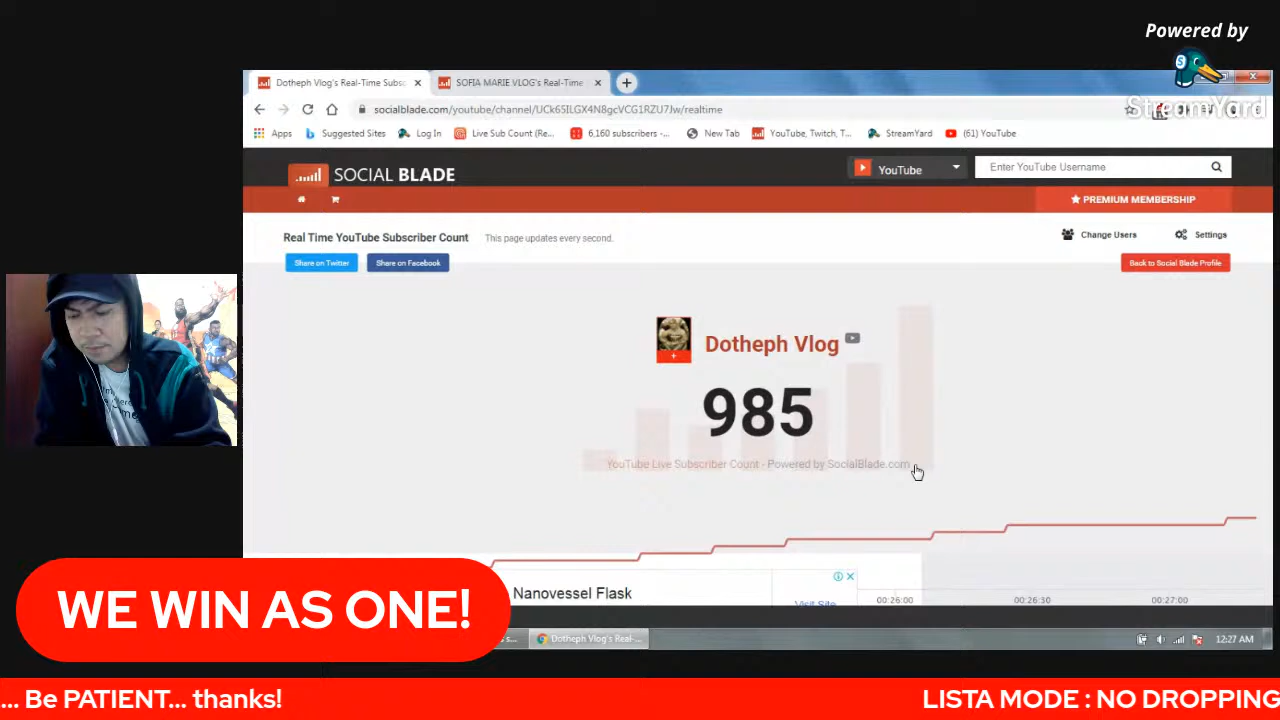 Powered by
StreamYard
Dotheph Vlog's Real-Time Subsc
SOFIA MARIE VLOG's Real-Time
socialblade.com/youtube/channel/UCk65ILGX4N8gcVCG1RZU7Jw/realtime
Apps
Suggested Sites
Log In
Live Sub Count (Re...
6,160 subscribers -...
New Tab
YouTube, Twitch, T...
StreamYard
(61) YouTube
SOCIAL BLADE
YouTube
Enter YouTube Username
PREMIUM MEMBERSHIP
Real Time YouTube Subscriber Count
This page updates every second.
Change Users
Settings
Share on Twitter
Share on Facebook
Back to Social Blade Profile
Dotheph Vlog
985
YouTube Live Subscriber Count - Powered by SocialBlade.com
Nanovessel Flask
Visit Site
00:26:00
00:26:30
00:27:00
WE WIN AS ONE!
Dotheph Vlog's Real-...
12:27 AM
... Be PATIENT... thanks!
LISTA MODE : NO DROPPING